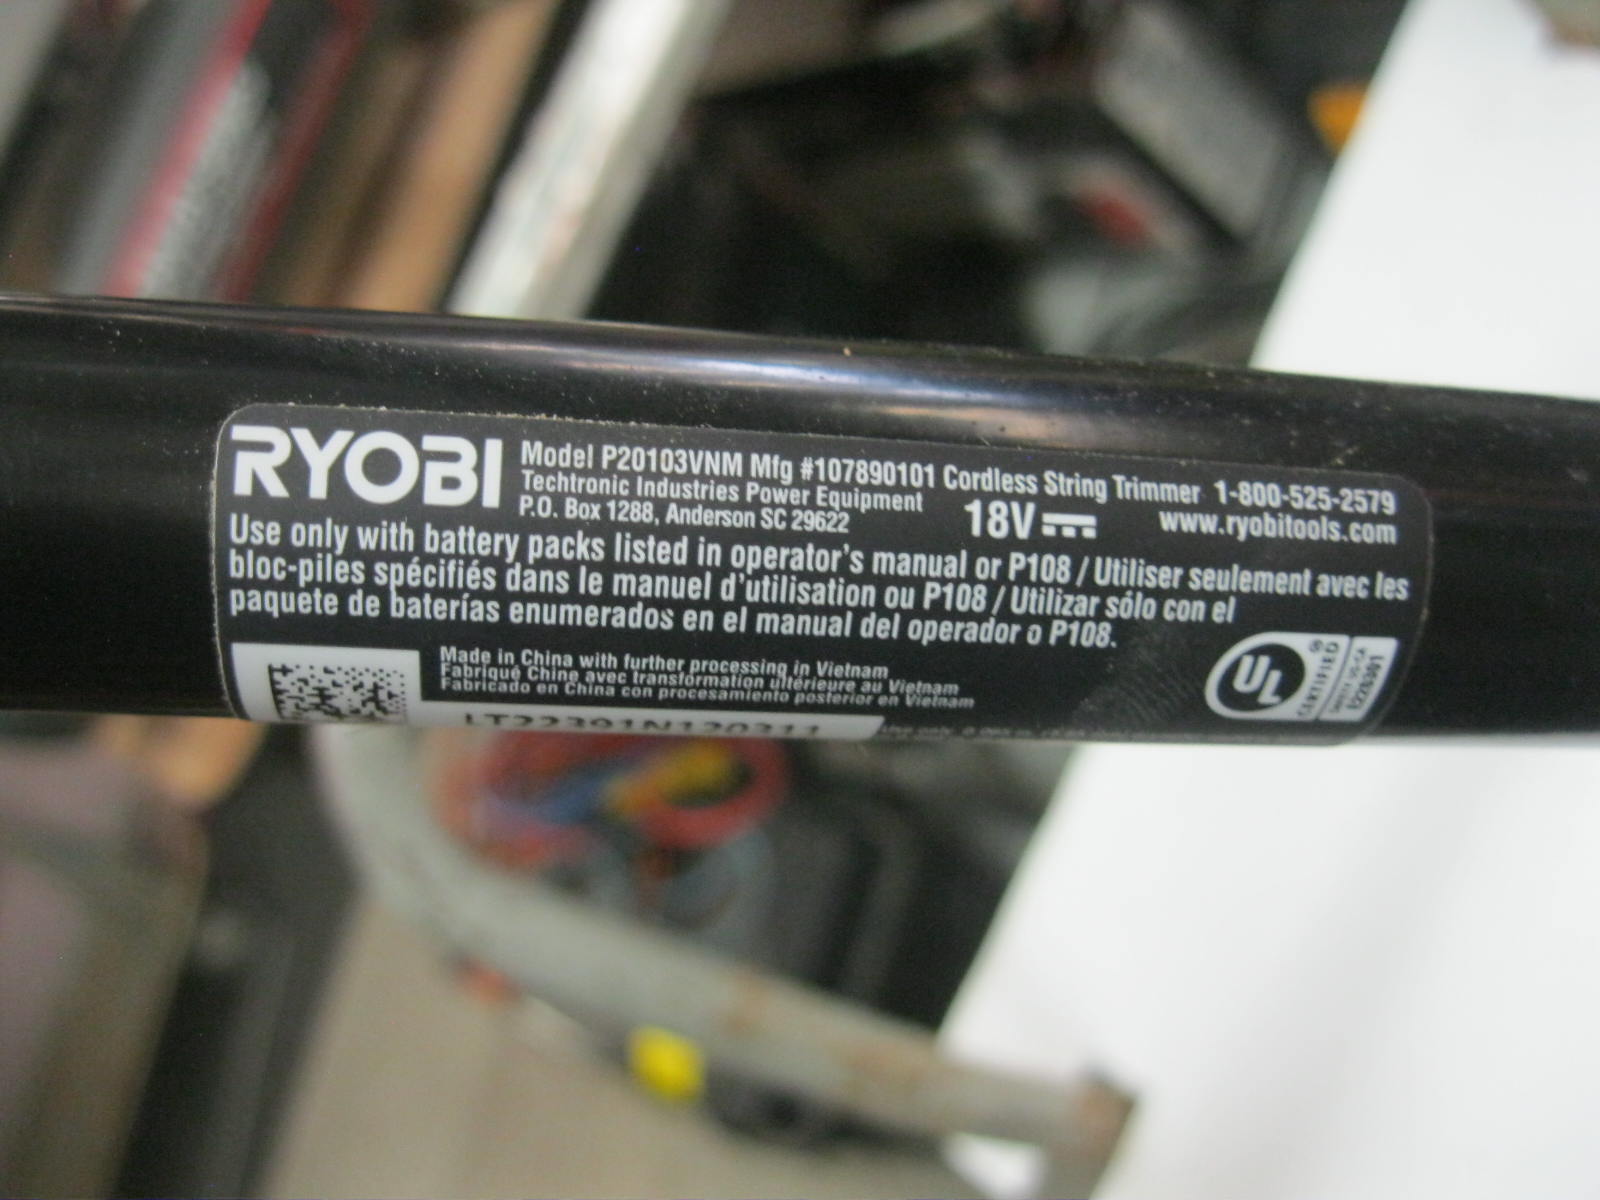 RYOBI
Model P20103VNM Mfg #107890101 Cordless String Trimmer 1-800-525-2579
Techtronic Industries Power Equipment
P.O. Box 1288, Anderson SC 29622
18V
www.ryobitools.com
Use only with battery packs listed in operator's manual or P108 / Utiliser seulement avec les
bloc-piles spécifiés dans le manuel d'utilisation ou P108 / Utilizar sólo con el
paquete de baterías enumerados en el manual del operador o P108.
Made in China with further processing in Vietnam
Fabriqué Chine avec transformation ultérieure au Vietnam
Fabricado en China con procesamiento posterior en Vietnam
UL
®
CERTIFIED
LT22391N120311